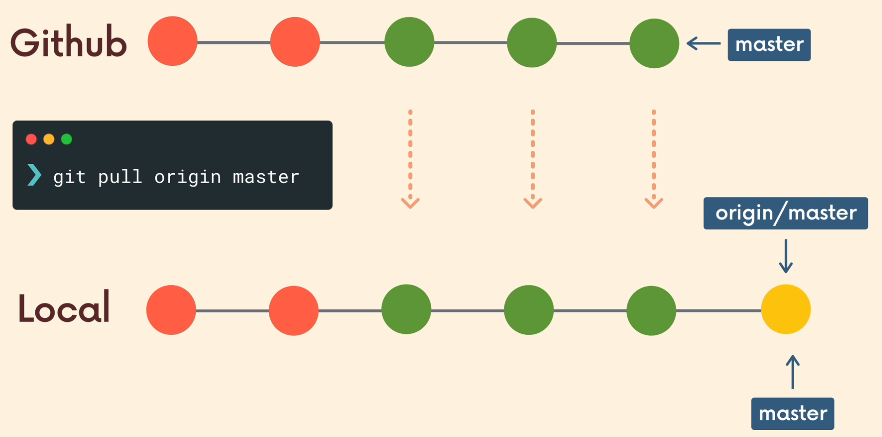 Github
master
❯ git pull origin master
origin/master
Local
master